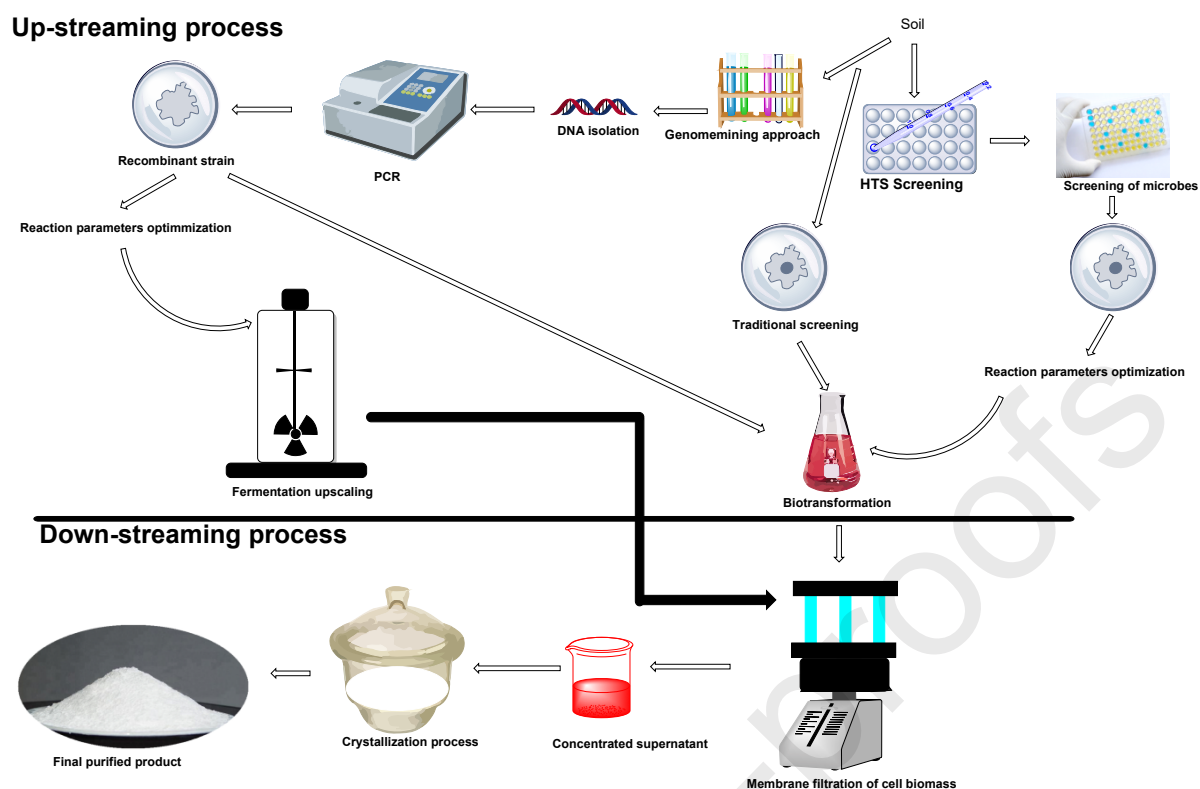 Up-streaming process
Soil
DNA isolation
Genomemining approach
Recombinant strain
PCR
HTS Screening
Screening of microbes
Reaction parameters optimmization
Traditional screening
Reaction parameters optimization
Fermentation upscaling
Biotransformation
Down-streaming process
Final purified product
Crystallization process
Concentrated supernatant
Membrane filtration of cell biomass
proofs